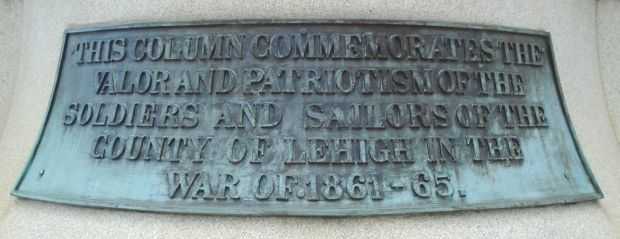 THIS COLUMN COMMEMORATES THE
VALOR AND PATRIOTISM OF THE
SOLDIERS AND SAILORS OF THE
COUNTY OF LEHIGH IN THE
WAR OF 1861-65.